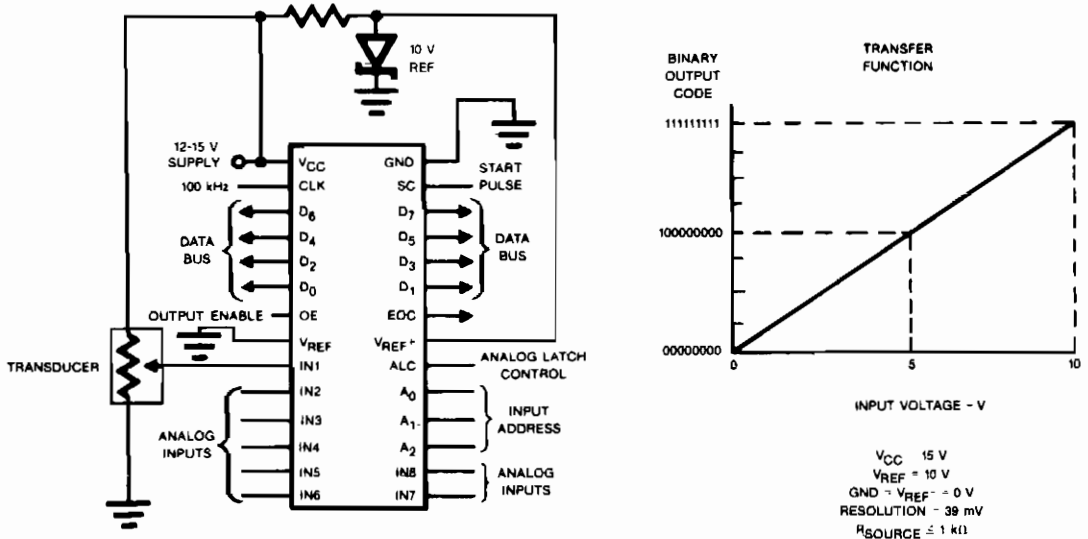 10 V
REF
12-15 V
SUPPLY
VCC
GND
START
PULSE
100 kHz
CLK
SC
D6
D7
DATA
BUS
D4
D5
D2
D3
D0
D1
DATA
BUS
OUTPUT ENABLE
OE
EOC
VREF
VREF+
TRANSDUCER
IN1
ALC
ANALOG LATCH
CONTROL
IN2
A0
IN3
A1
INPUT
ADDRESS
ANALOG
INPUTS
IN4
A2
IN5
IN8
ANALOG
INPUTS
IN6
IN7
TRANSFER
FUNCTION
BINARY
OUTPUT
CODE
111111111
100000000
00000000
0
5
10
INPUT VOLTAGE - V
VCC 15 V
VREF = 10 V
GND = VREF- = 0 V
RESOLUTION - 39 mV
RSOURCE ≤ 1 kΩ